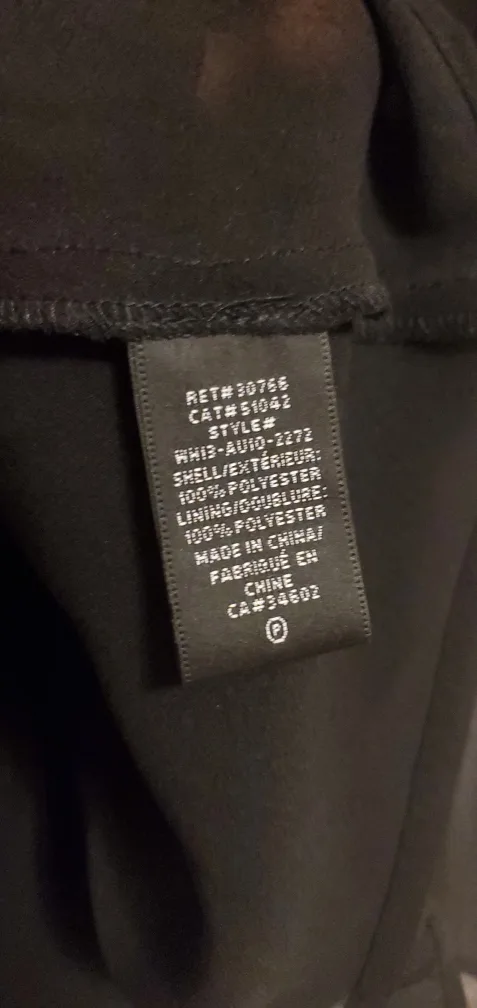 RET#30766
CAT#51042
STYLE#
WH13-AU10-2272
SHELL/EXTÉRIEUR:
100% POLYESTER
LINING/DOUBLURE:
100% POLYESTER
MADE IN CHINA/
FABRIQUÉ EN
CHINE
CA#34602
P